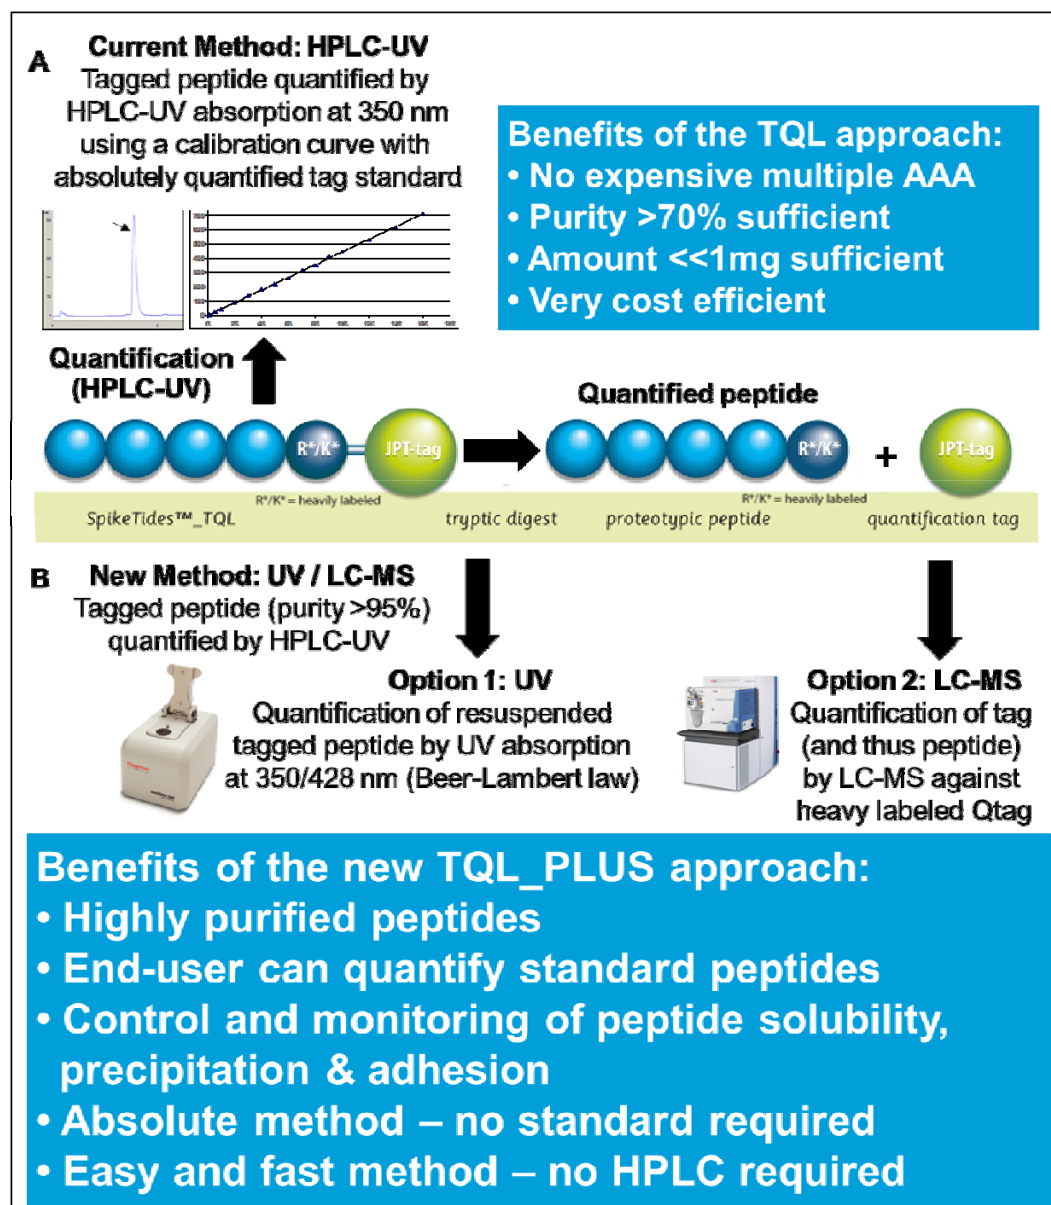 A
Current Method: HPLC-UV
Tagged peptide quantified by
HPLC-UV absorption at 350 nm
using a calibration curve with
absolutely quantified tag standard
Benefits of the TQL approach:
• No expensive multiple AAA
• Purity >70% sufficient
• Amount <<1mg sufficient
• Very cost efficient
Quantification
(HPLC-UV)
Quantified peptide
R*/K*
JPT-tag
R*/K*
+
JPT-tag
R*/K* = heavily labeled
R*/K* = heavily labeled
SpikeTides™_TQL
tryptic digest
proteotypic peptide
quantification tag
B
New Method: UV / LC-MS
Tagged peptide (purity >95%)
quantified by HPLC-UV
Option 1: UV
Quantification of resuspended
tagged peptide by UV absorption
at 350/428 nm (Beer-Lambert law)
Option 2: LC-MS
Quantification of tag
(and thus peptide)
by LC-MS against
heavy labeled Qtag
Benefits of the new TQL_PLUS approach:
• Highly purified peptides
• End-user can quantify standard peptides
• Control and monitoring of peptide solubility,
precipitation & adhesion
• Absolute method – no standard required
• Easy and fast method – no HPLC required